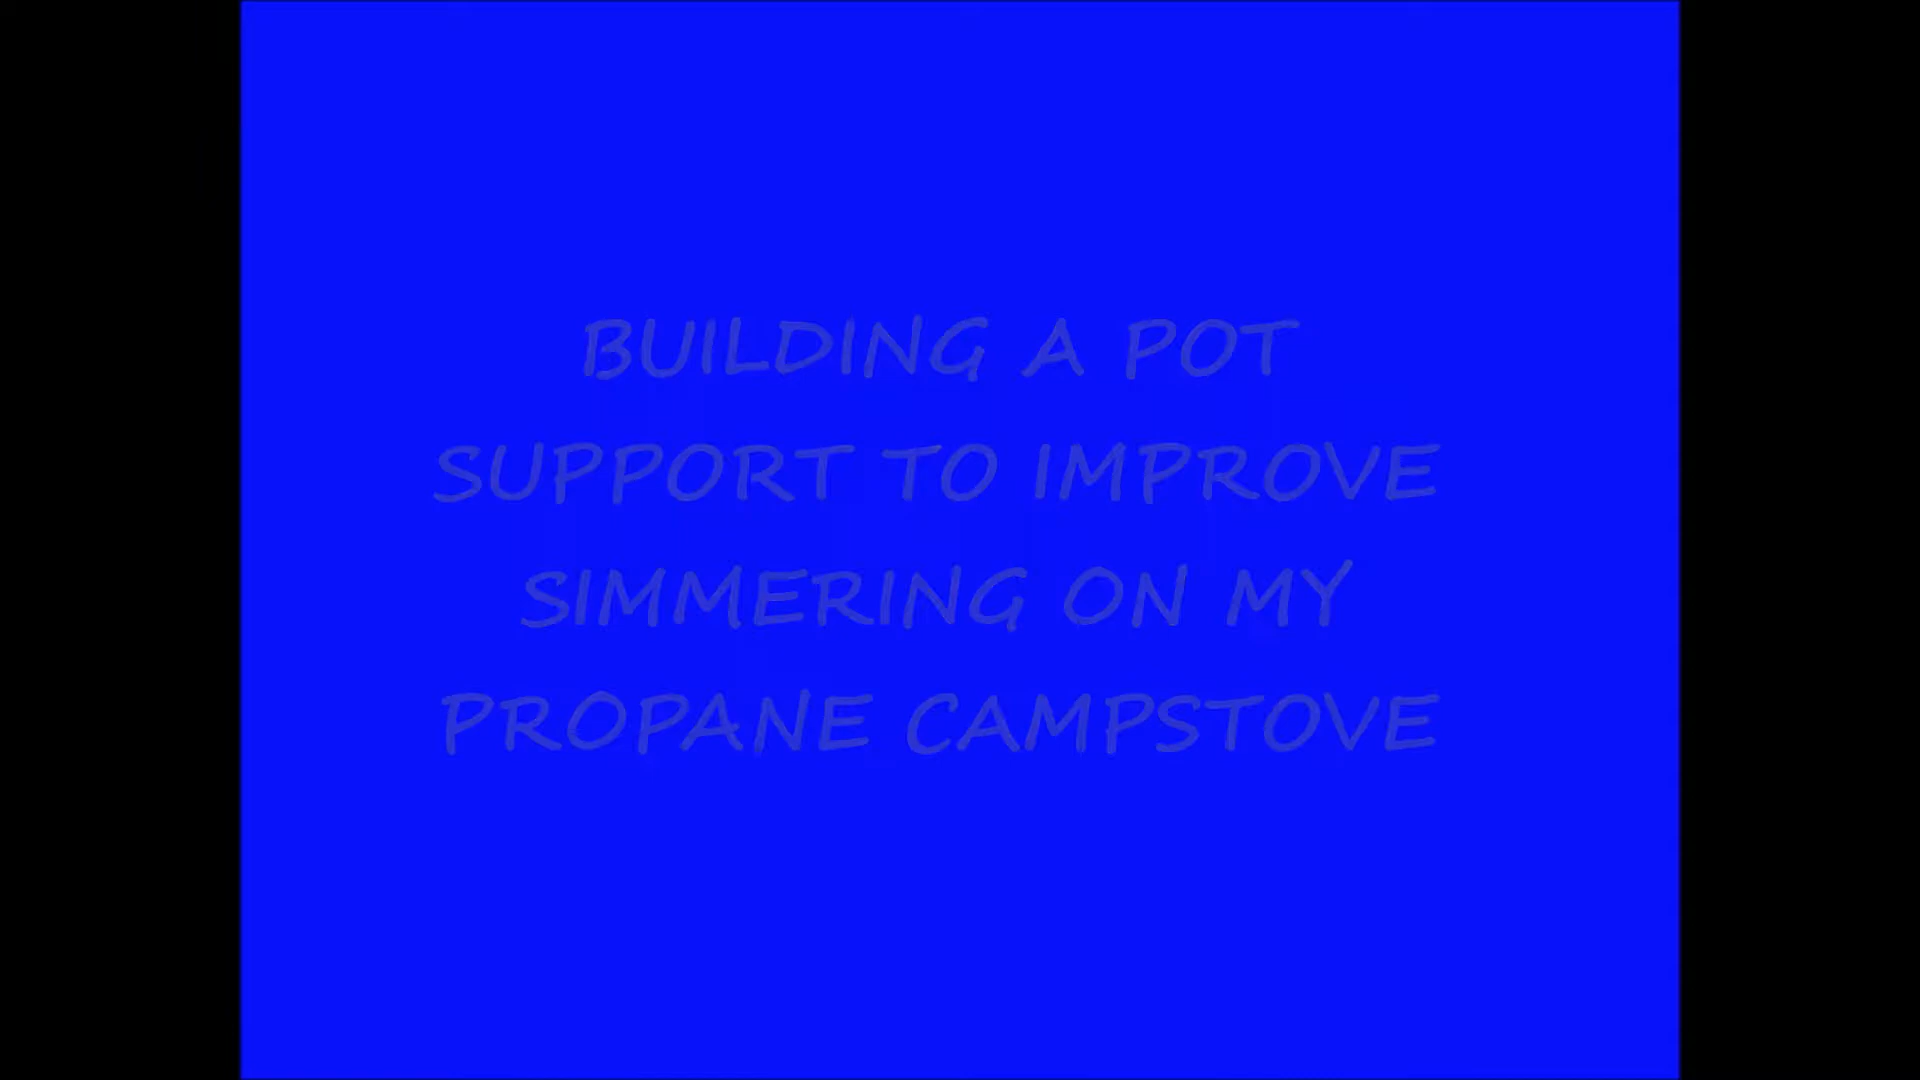 BUILDING A POT
SUPPORT TO IMPROVE
SIMMERING ON MY
PROPANE CAMPSTOVE